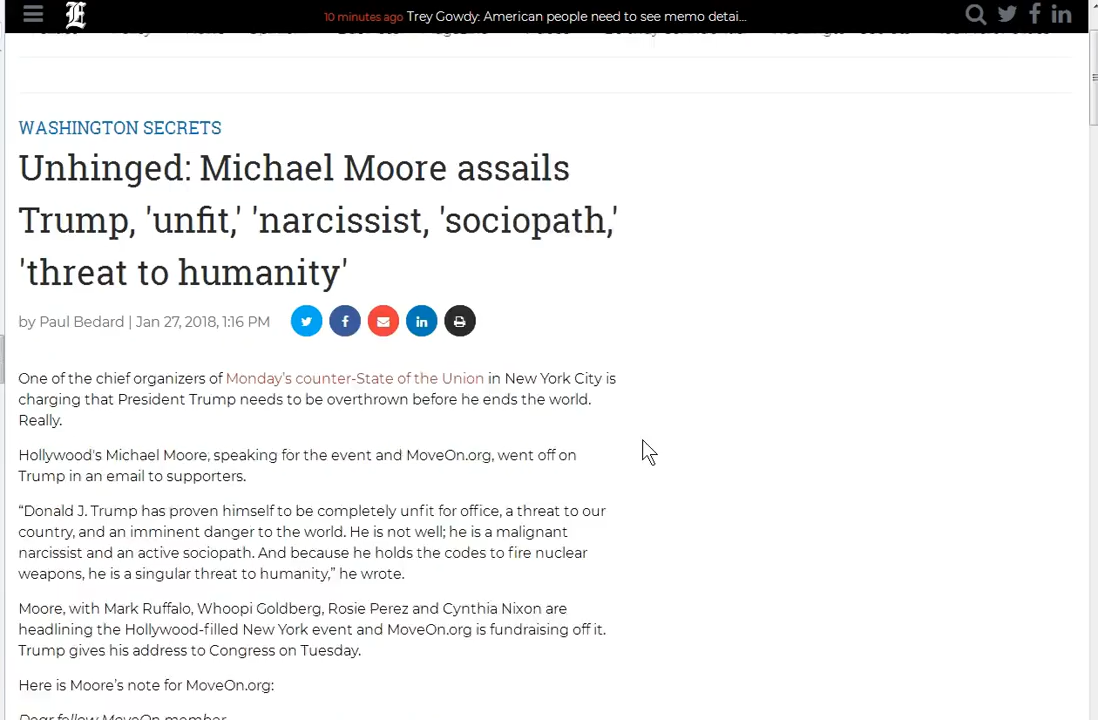 E
10 minutes ago Trey Gowdy: American people need to see memo detai...
WASHINGTON SECRETS
Unhinged: Michael Moore assails
Trump, 'unfit,' 'narcissist, 'sociopath,'
'threat to humanity'
by Paul Bedard | Jan 27, 2018, 1:16 PM
One of the chief organizers of Monday's counter-State of the Union in New York City is
charging that President Trump needs to be overthrown before he ends the world.
Really.
Hollywood's Michael Moore, speaking for the event and MoveOn.org, went off on
Trump in an email to supporters.
“Donald J. Trump has proven himself to be completely unfit for office, a threat to our
country, and an imminent danger to the world. He is not well; he is a malignant
narcissist and an active sociopath. And because he holds the codes to fire nuclear
weapons, he is a singular threat to humanity,” he wrote.
Moore, with Mark Ruffalo, Whoopi Goldberg, Rosie Perez and Cynthia Nixon are
headlining the Hollywood-filled New York event and MoveOn.org is fundraising off it.
Trump gives his address to Congress on Tuesday.
Here is Moore's note for MoveOn.org:
Dear fellow MoveOn member